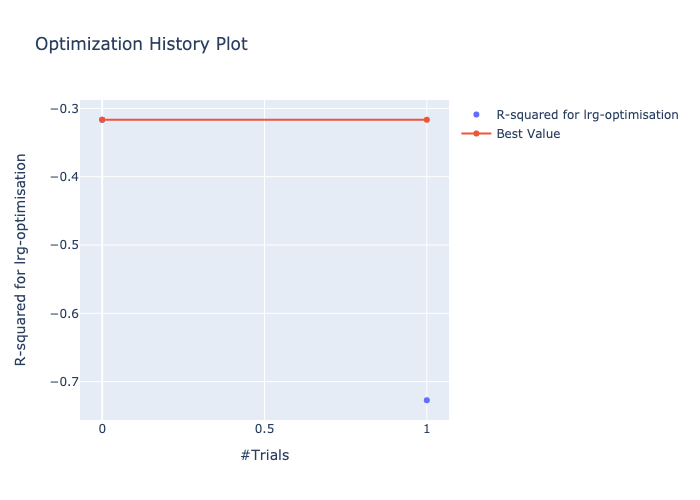 Optimization History Plot
R-squared for lrg-optimisation
−0.3
−0.4
−0.5
−0.6
−0.7
0
0.5
1
#Trials
R-squared for lrg-optimisation
Best Value